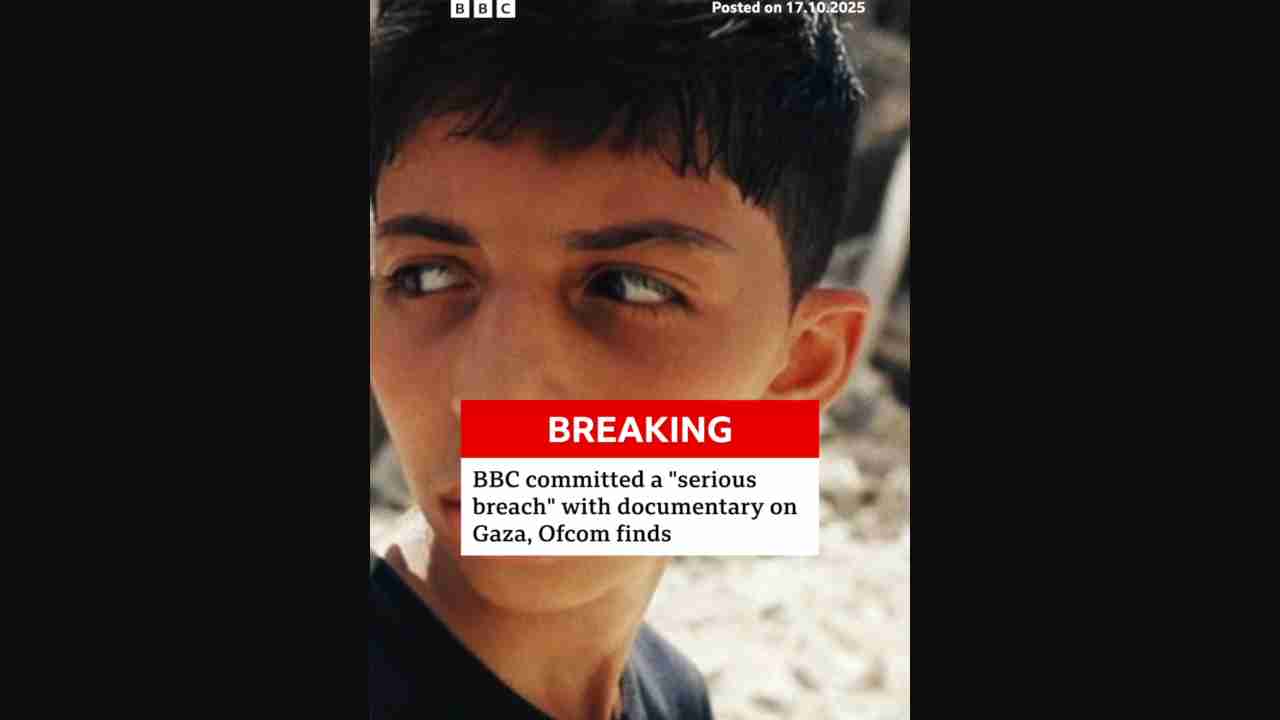 BBC
Posted on 17.10.2025
BREAKING
BBC committed a "serious
breach" with documentary on
Gaza, Ofcom finds